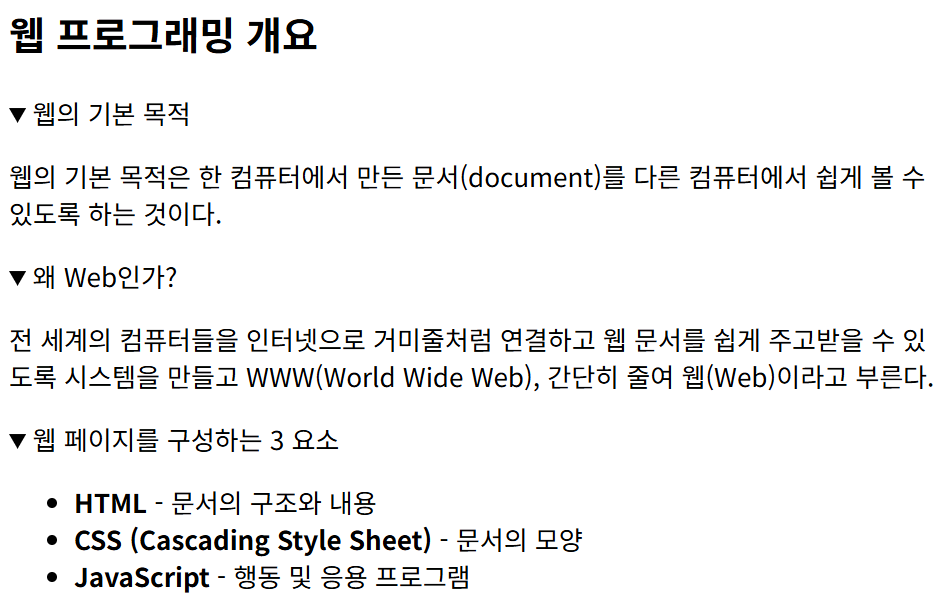 웹 프로그래밍 개요
▼ 웹의 기본 목적
웹의 기본 목적은 한 컴퓨터에서 만든 문서(document)를 다른 컴퓨터에서 쉽게 볼 수
있도록 하는 것이다.
▼ 왜 Web인가?
전 세계의 컴퓨터들을 인터넷으로 거미줄처럼 연결하고 웹 문서를 쉽게 주고받을 수 있
도록 시스템을 만들고 WWW(World Wide Web), 간단히 줄여 웹(Web)이라고 부른다.
▼ 웹 페이지를 구성하는 3 요소
• HTML - 문서의 구조와 내용
• CSS (Cascading Style Sheet) - 문서의 모양
• JavaScript - 행동 및 응용 프로그램